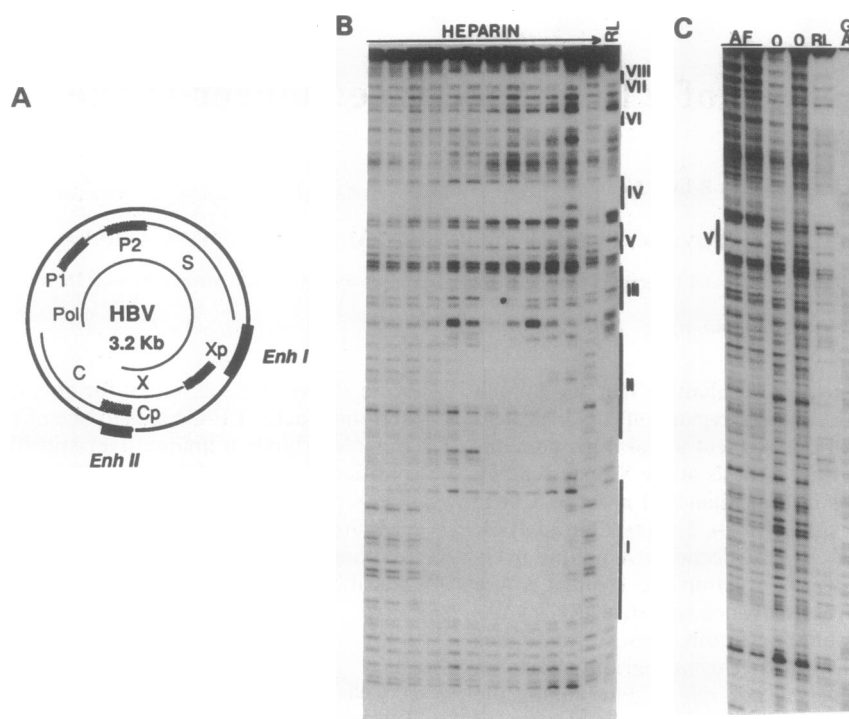 A
P1
P2
S
Pol
HBV
3.2 Kb
Xp
Enh I
C
X
Cp
Enh II
B
HEPARIN
RL
VIII
VII
VI
IV
V
III
II
I
C
AF
O
O
RL
G
A
V